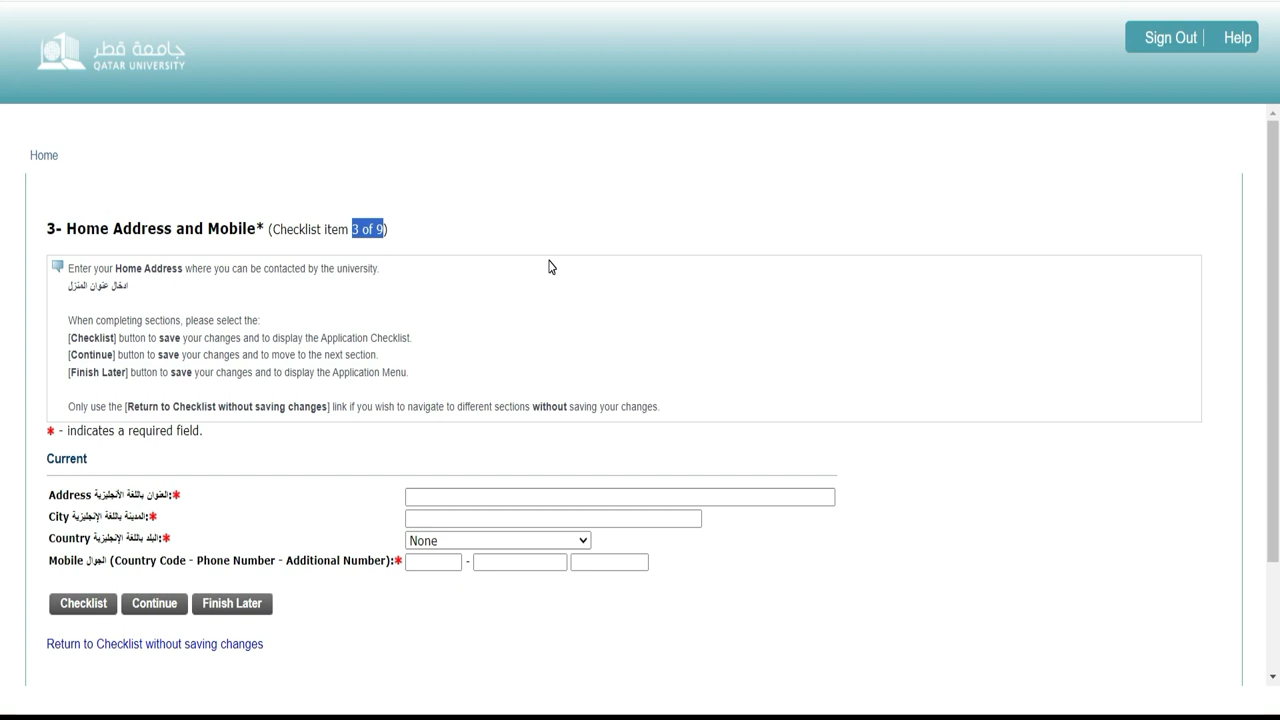 جامعة قطر
QATAR UNIVERSITY
Sign Out
Help
Home
3- Home Address and Mobile* (Checklist item 3 of 9)
Enter your Home Address where you can be contacted by the university.
ادخال عنوان المنزل
When completing sections, please select the:
[Checklist] button to save your changes and to display the Application Checklist.
[Continue] button to save your changes and to move to the next section.
[Finish Later] button to save your changes and to display the Application Menu.
Only use the [Return to Checklist without saving changes] link if you wish to navigate to different sections without saving your changes.
* - indicates a required field.
Current
Address العنوان باللغة الأنجليزية:*
City المدينة باللغة الإنجليزية:*
Country البلد باللغة الإنجليزية:*
None
Mobile الجوال (Country Code - Phone Number - Additional Number):*
-
Checklist
Continue
Finish Later
Return to Checklist without saving changes